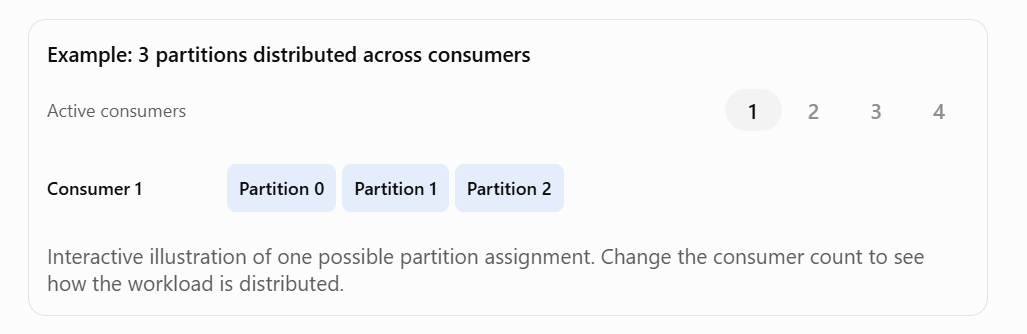 Example: 3 partitions distributed across consumers
Active consumers 1 2 3 4
Consumer 1 Partition 0 Partition 1 Partition 2
Interactive illustration of one possible partition assignment. Change the consumer count to see
how the workload is distributed.